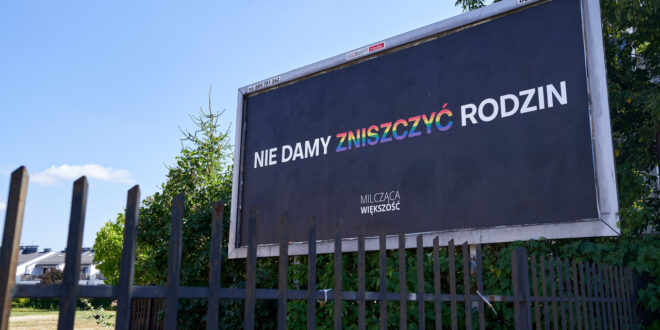 NIE DAMY ZNISZCZYĆ RODZIN
MILCZĄCA
WIĘKSZOŚĆ